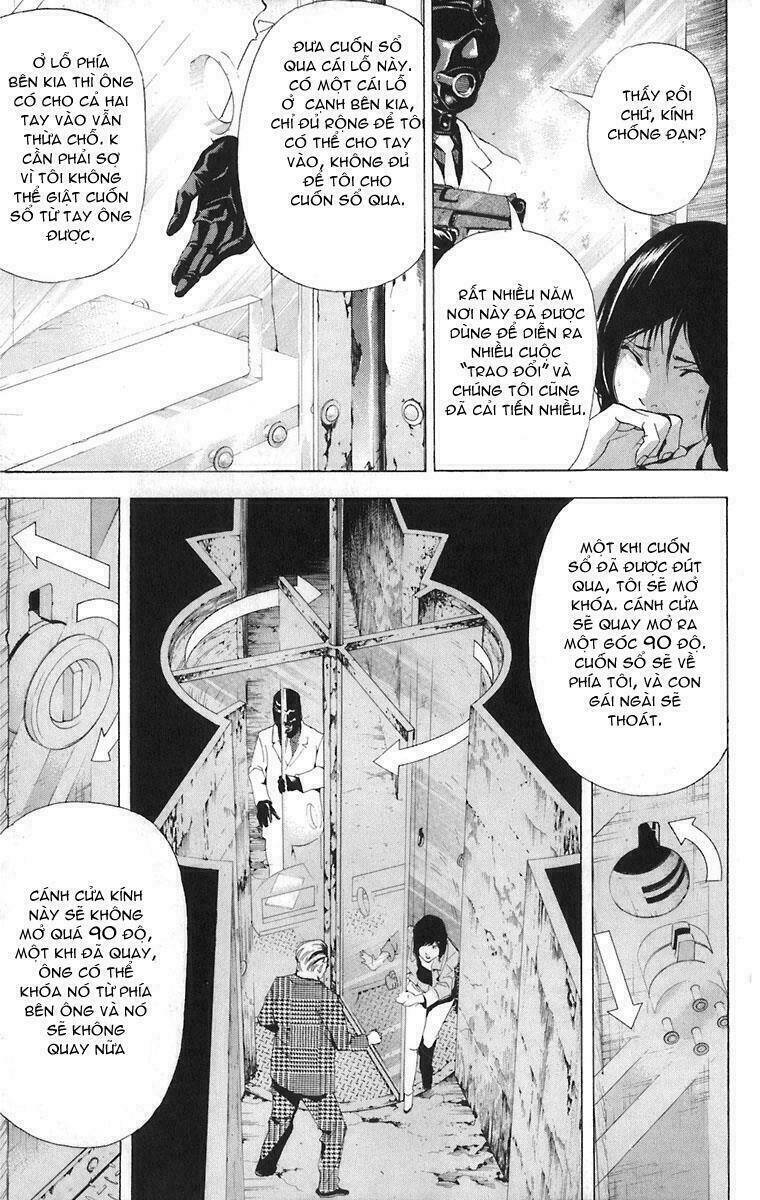 THẤY RỒI
CHỨ, KÍNH
CHỐNG ĐẠN?
RẤT NHIỀU NĂM
NƠI NÀY ĐÃ ĐƯỢC
DÙNG ĐỂ DIỄN RA
NHIỀU CUỘC
"TRAO ĐỔI" VÀ
CHÚNG TÔI CŨNG
ĐÃ CẢI TIẾN NHIỀU.
ĐƯA CUỐN SỔ
QUA CÁI LỖ NÀY.
CÓ MỘT CÁI LỖ
Ở CẠNH BÊN KIA,
CHỈ ĐỦ RỘNG ĐỂ TÔI
CÓ THỂ CHO TAY
VÀO, KHÔNG ĐỦ
ĐỂ TÔI CHO
CUỐN SỔ QUA.
Ở LỖ PHÍA
BÊN KIA THÌ ÔNG
CÓ CHO CẢ HAI
TAY VÀO VẪN
THỪA CHỖ. K
CẦN PHẢI SỢ
VÌ TÔI KHÔNG
THỂ GIẬT CUỐN
SỔ TỪ TAY ÔNG
ĐƯỢC.
MỘT KHI CUỐN
SỔ ĐÃ ĐƯỢC ĐÚT
QUA, TÔI SẼ MỞ
KHÓA. CÁNH CỬA
SẼ QUAY MỞ RA
MỘT GÓC 90 ĐỘ.
CUỐN SỔ SẼ VỀ
PHÍA TÔI, VÀ CON
GÁI NGÀI SẼ
THOÁT.
CÁNH CỬA KÍNH
NÀY SẼ KHÔNG
MỞ QUÁ 90 ĐỘ,
MỘT KHI ĐÃ QUAY,
ÔNG CÓ THỂ
KHÓA NÓ TỪ PHÍA
BÊN ÔNG VÀ NÓ
SẼ KHÔNG
QUAY NỮA